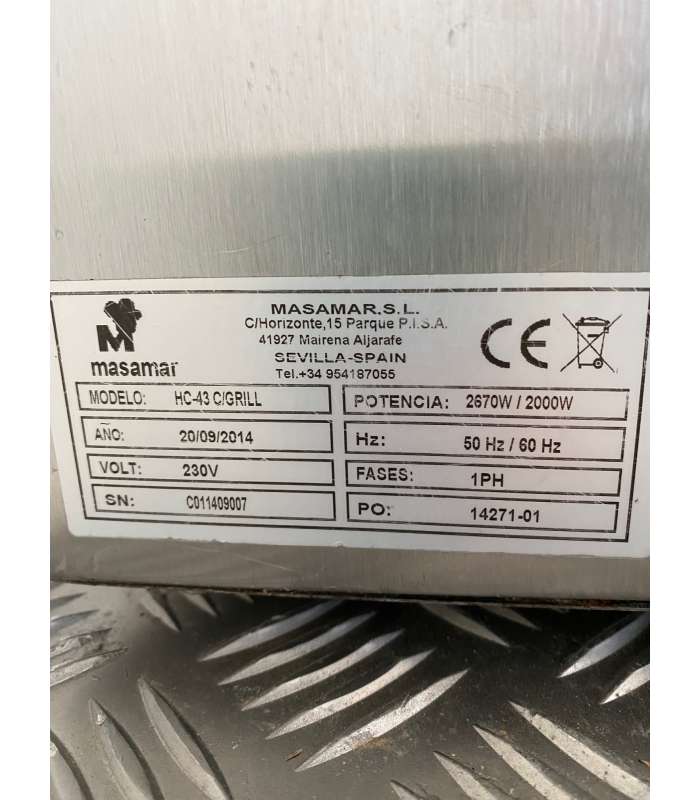 MASAMAR.S.L.
C/Horizonte,15 Parque P.I.S.A.
41927 Mairena Aljarafe
SEVILLA-SPAIN
Tel.+34 954187055
M
masamar
CE
MODELO: HC-43 C/GRILL
POTENCIA: 2670W / 2000W
AÑO: 20/09/2014
Hz: 50 Hz / 60 Hz
VOLT: 230V
FASES: 1PH
SN: C011409007
PO: 14271-01